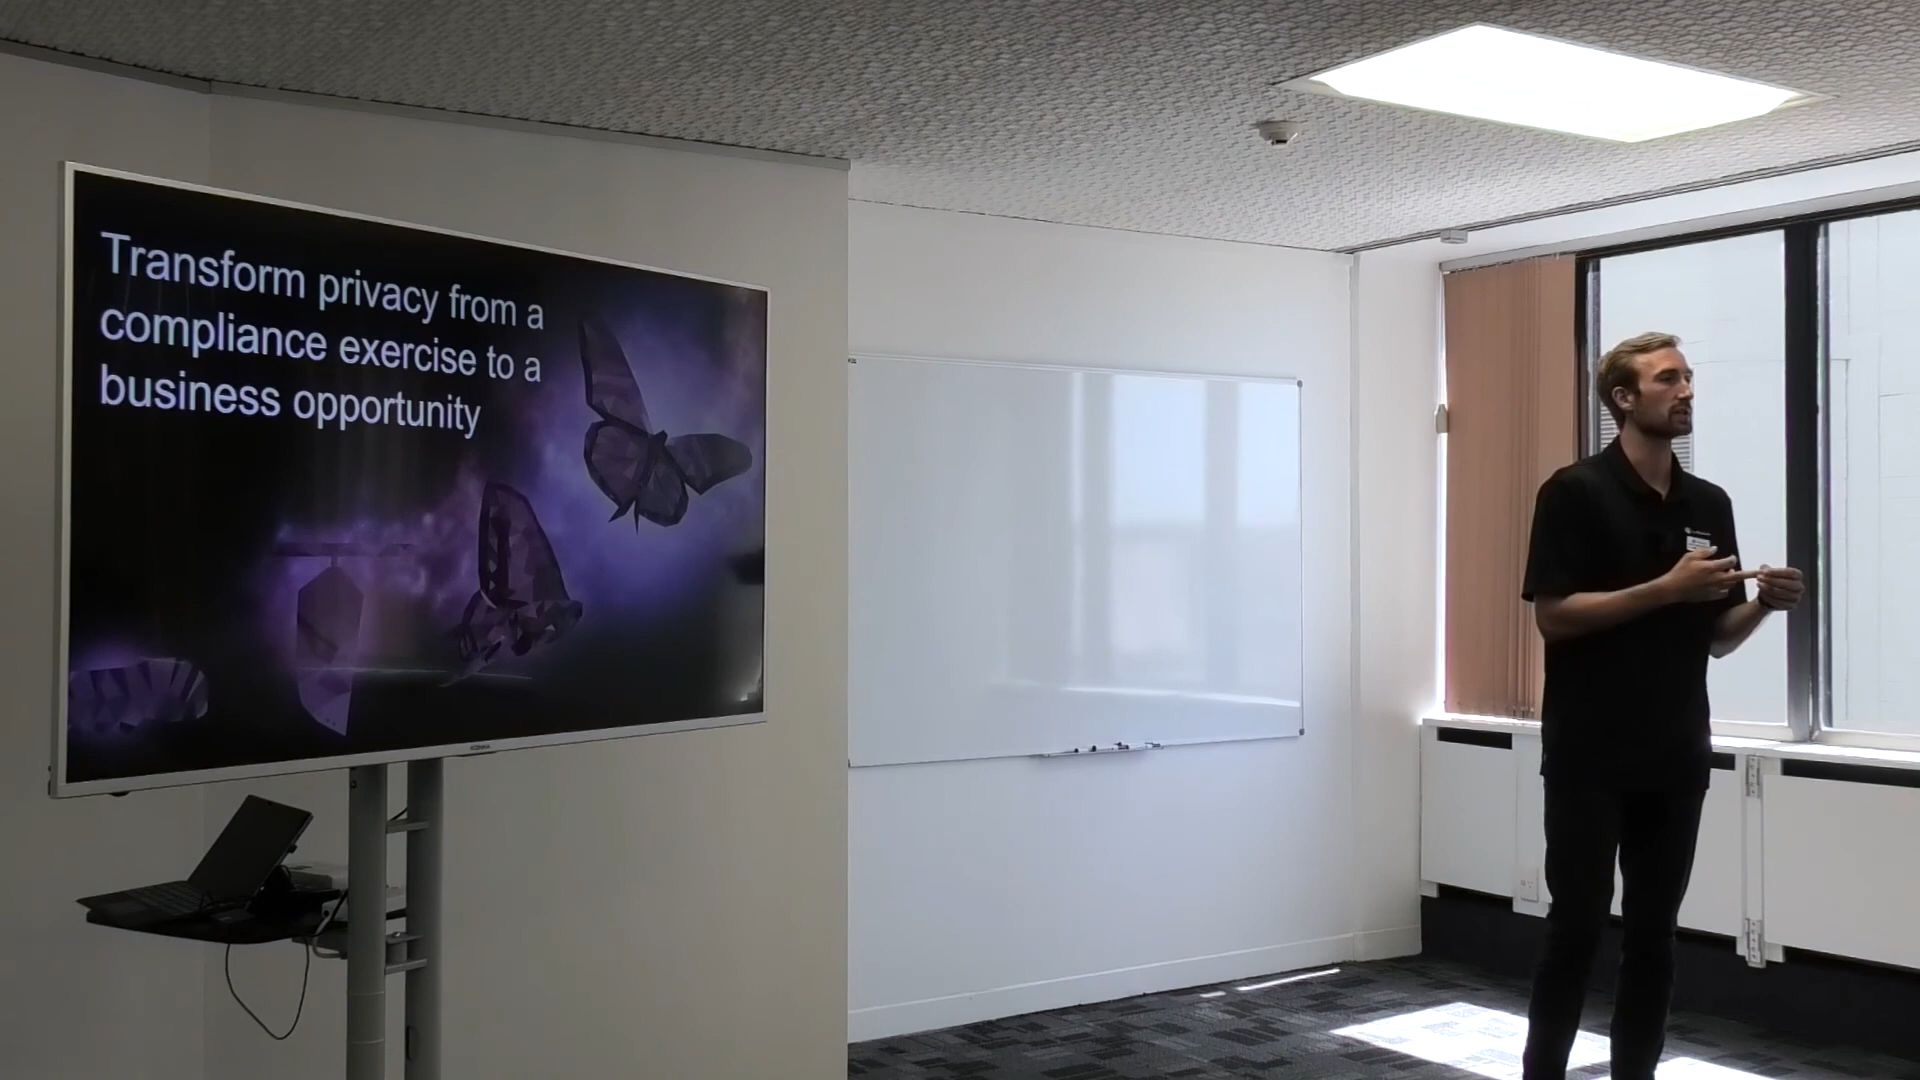 Transform privacy from a
compliance exercise to a
business opportunity